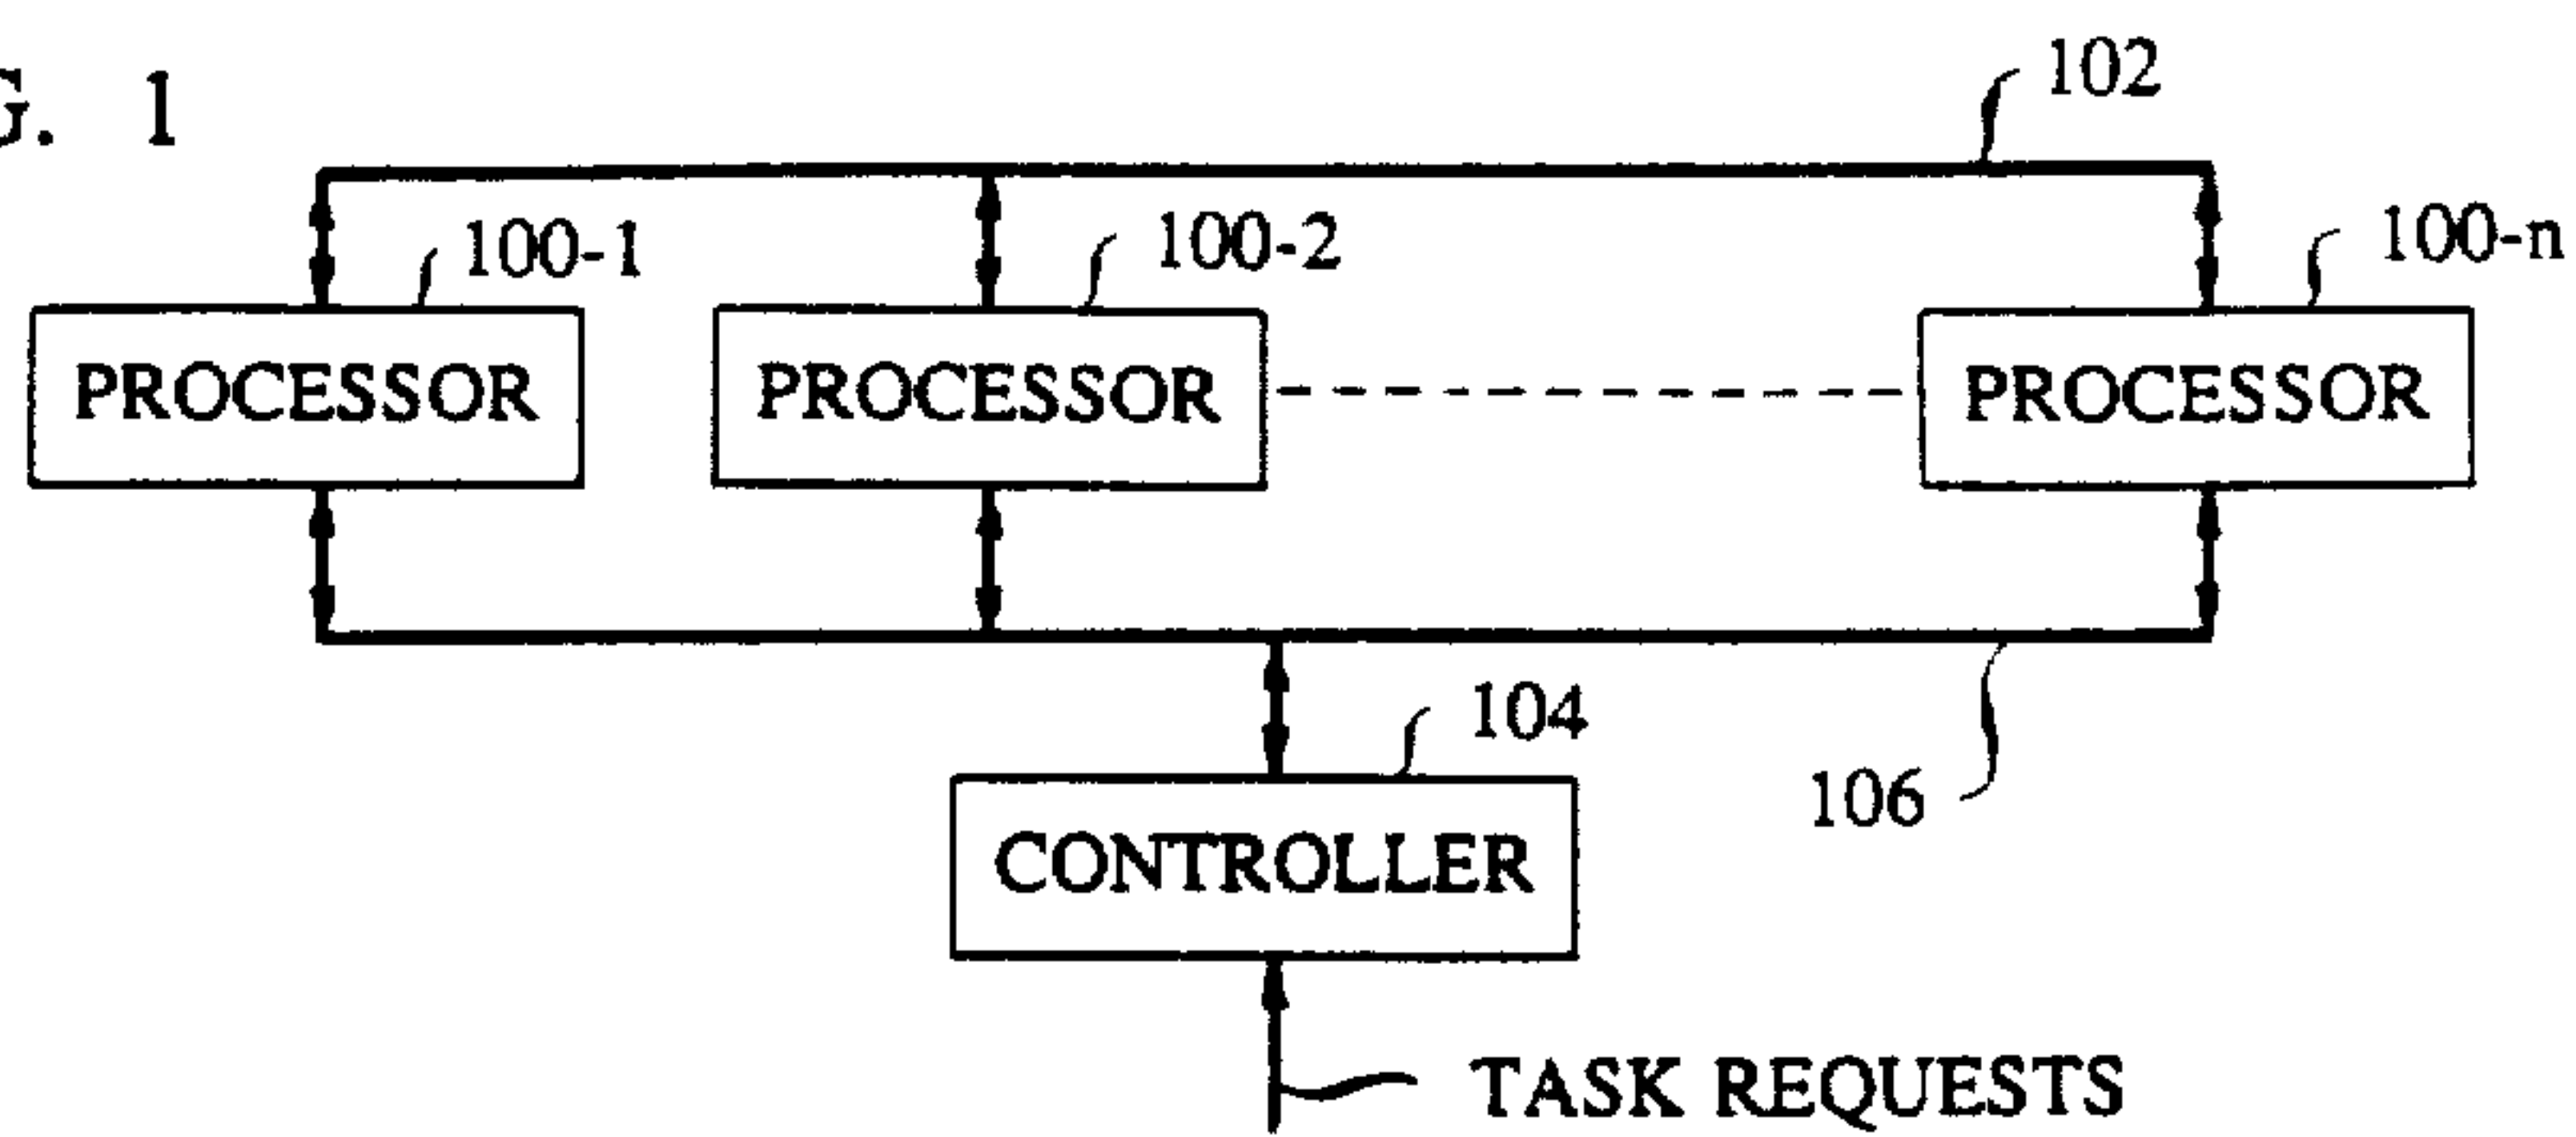 G. 1
102
100-1
100-2
100-n
PROCESSOR
PROCESSOR
PROCESSOR
104
106
CONTROLLER
TASK REQUESTS